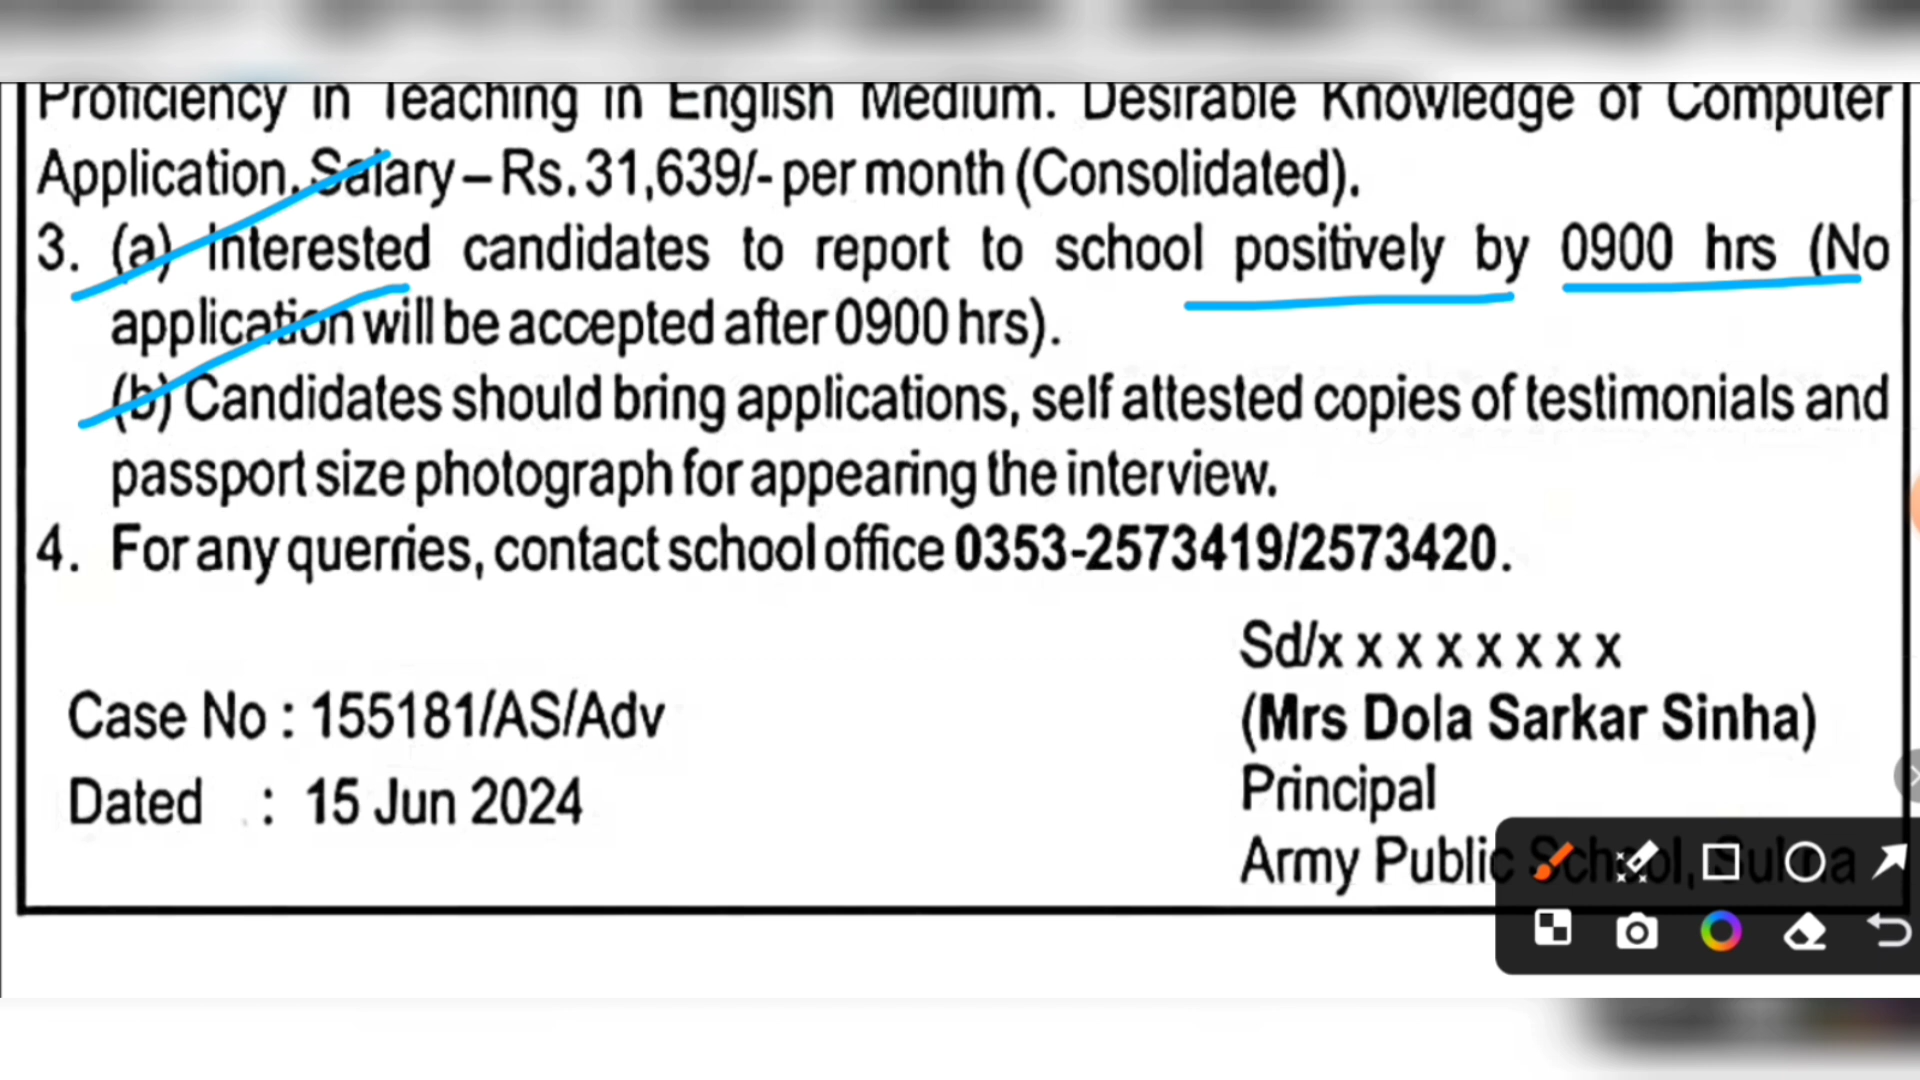 Proficiency in Teaching in English Medium. Desirable Knowledge of Computer
Application. Salary – Rs. 31,639/- per month (Consolidated).
3. (a) Interested candidates to report to school positively by 0900 hrs (No
application will be accepted after 0900 hrs).
(b) Candidates should bring applications, self attested copies of testimonials and
passport size photograph for appearing the interview.
4. For any querries, contact school office 0353-2573419/2573420.
Sd/x x x x x x x x
Case No : 155181/AS/Adv
(Mrs Dola Sarkar Sinha)
Principal
Dated : 15 Jun 2024
Army Public School, Sukna